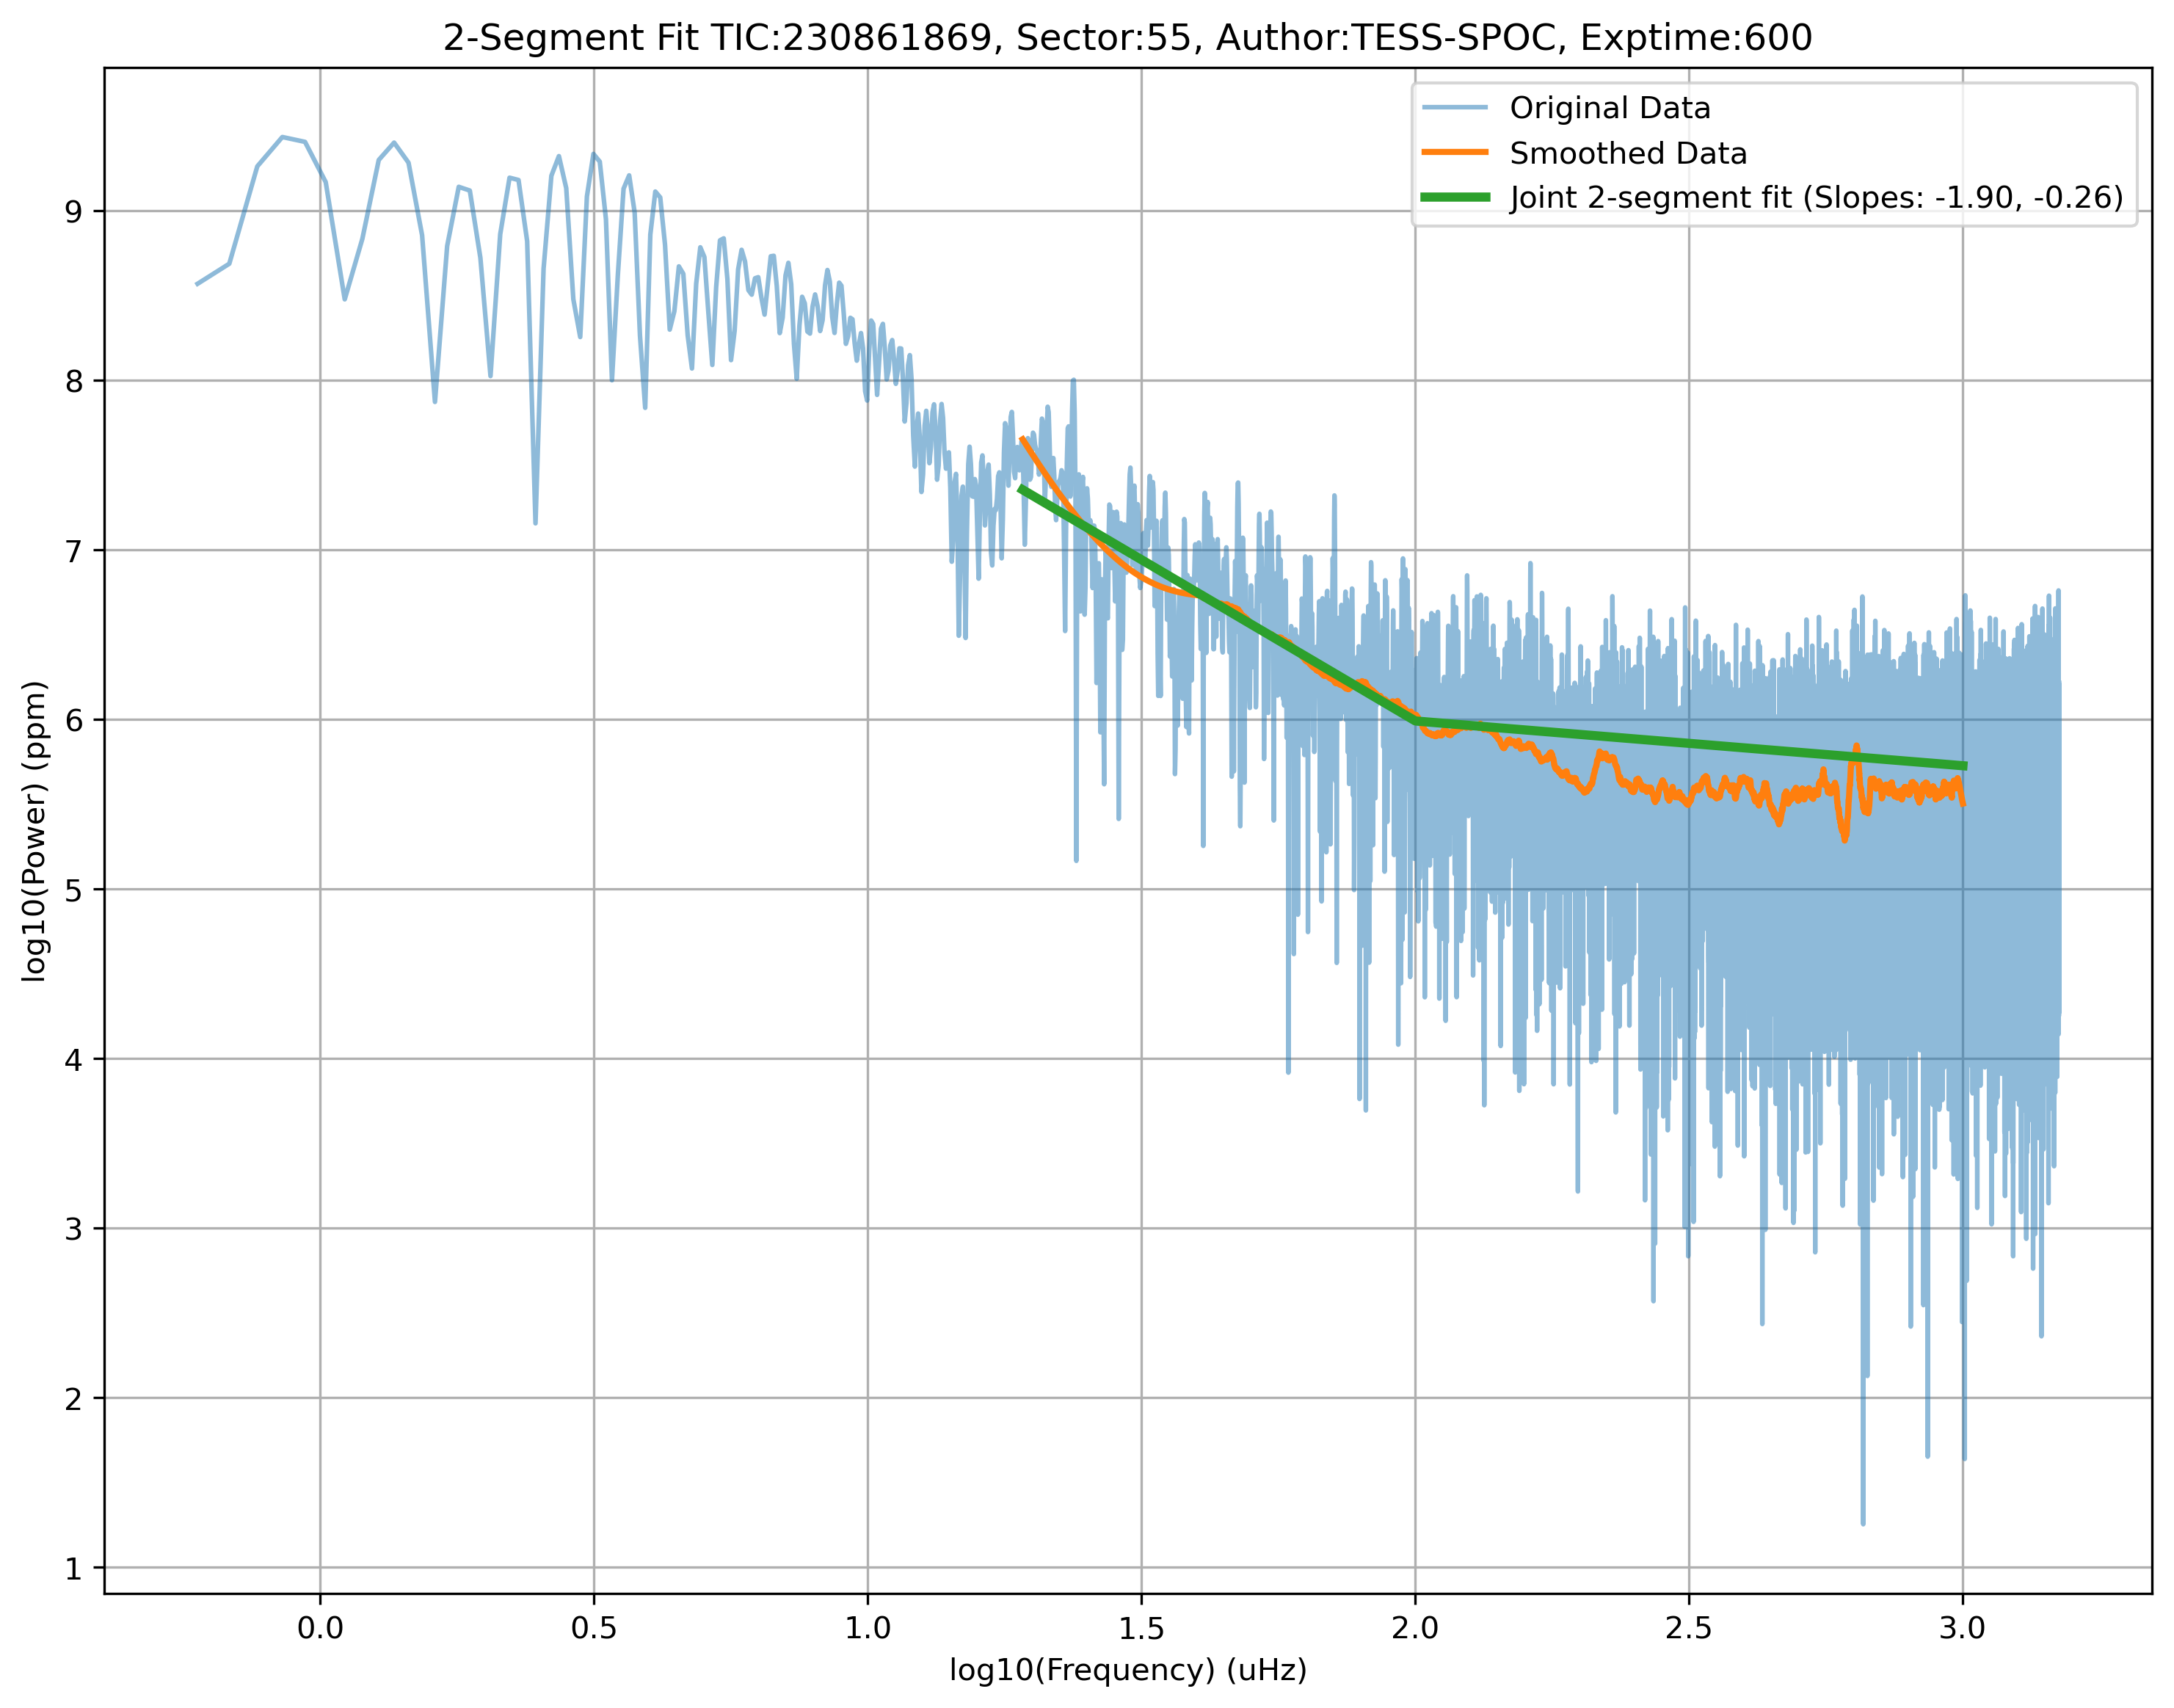 2-Segment Fit TIC:230861869, Sector:55, Author:TESS-SPOC, Exptime:600
Original Data
Smoothed Data
Joint 2-segment fit (Slopes: -1.90, -0.26)
log10(Power) (ppm)
9
8
7
6
5
4
3
2
1
0.0
0.5
1.0
1.5
2.0
2.5
3.0
log10(Frequency) (uHz)